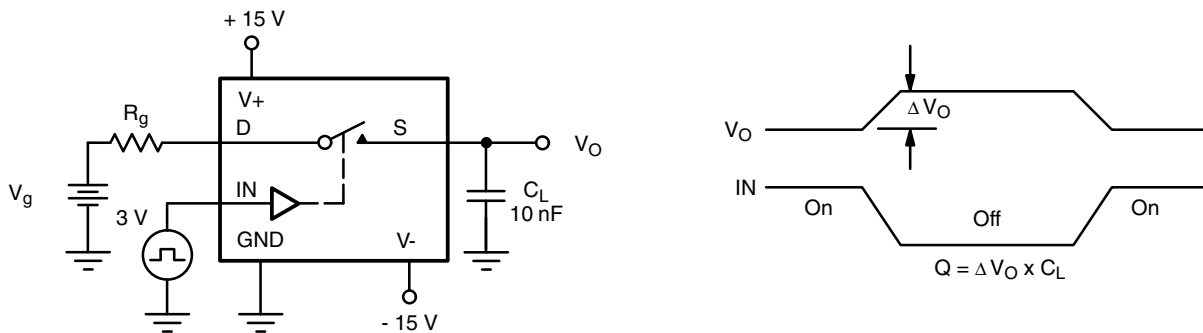 + 15 V
V+
Rg
D
S
VO
Vg
IN
3 V
CL
10 nF
GND
V-
- 15 V
ΔVO
VO
IN
On
Off
On
Q = ΔVO x CL